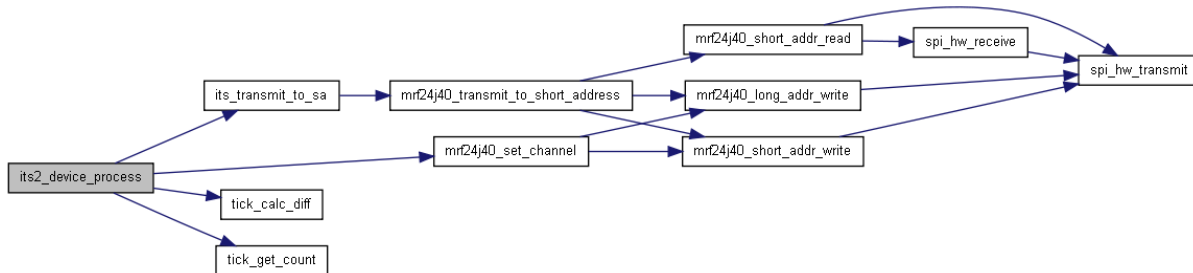 its2_device_process
its_transmit_to_sa
mrf24j40_set_channel
tick_calc_diff
tick_get_count
mrf24j40_transmit_to_short_address
mrf24j40_short_addr_read
mrf24j40_long_addr_write
mrf24j40_short_addr_write
spi_hw_receive
spi_hw_transmit